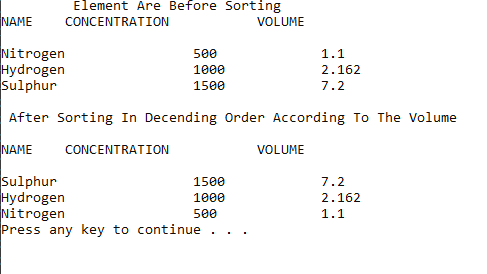 Element Are Before Sorting
NAME CONCENTRATION VOLUME
Nitrogen 500 1.1
Hydrogen 1000 2.162
Sulphur 1500 7.2
After Sorting In Decending Order According To The Volume
NAME CONCENTRATION VOLUME
Sulphur 1500 7.2
Hydrogen 1000 2.162
Nitrogen 500 1.1
Press any key to continue . . .